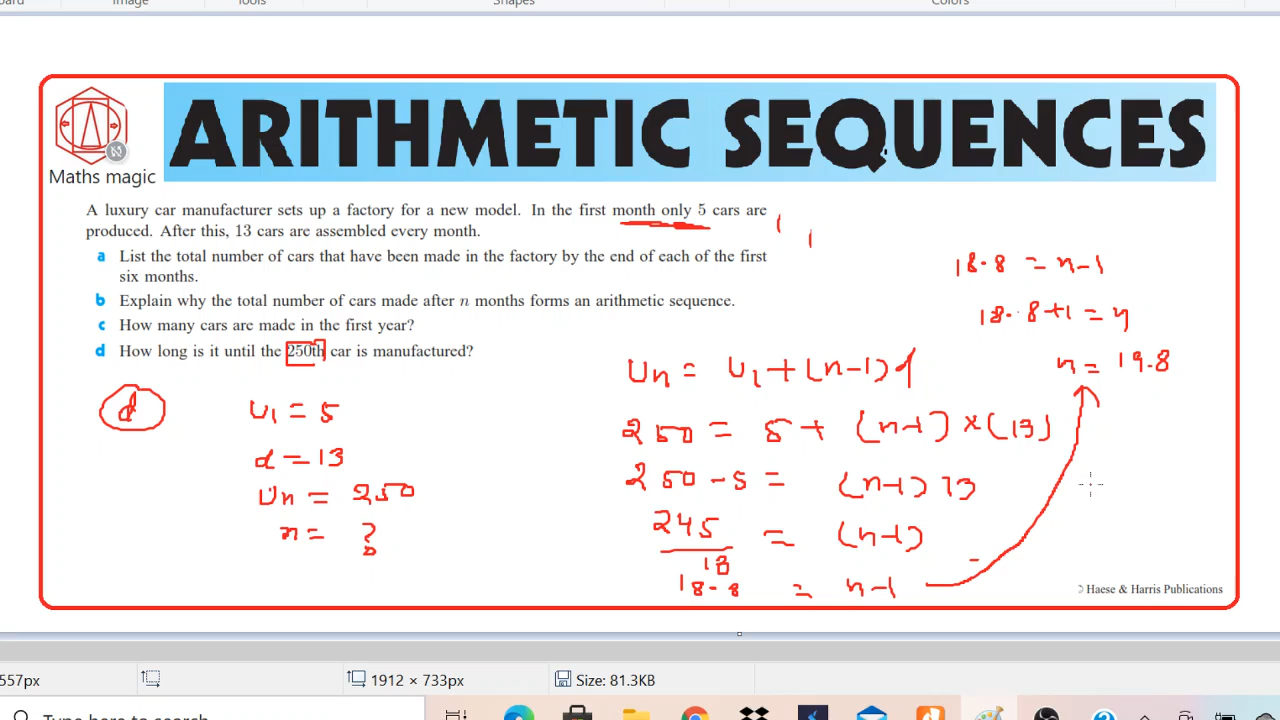 Image
Tools
Shapes
Colors
ARITHMETIC SEQUENCES
Maths magic
A luxury car manufacturer sets up a factory for a new model. In the first month only 5 cars are
produced. After this, 13 cars are assembled every month.
a List the total number of cars that have been made in the factory by the end of each of the first
six months.
b Explain why the total number of cars made after n months forms an arithmetic sequence.
c How many cars are made in the first year?
d How long is it until the 250th car is manufactured?
d
U1 = 5
d = 13
Un = 250
n = ?
Un = U1 + (n-1)d
250 = 5 + (n-1) × (13)
250 - 5 = (n-1) 13
245 / 13 = (n-1)
18.8 = n-1
18.8 = n-1
18.8+1 = n
n = 19.8
Haese & Harris Publications
557px
1912 × 733px
Size: 81.3KB
Type here to search